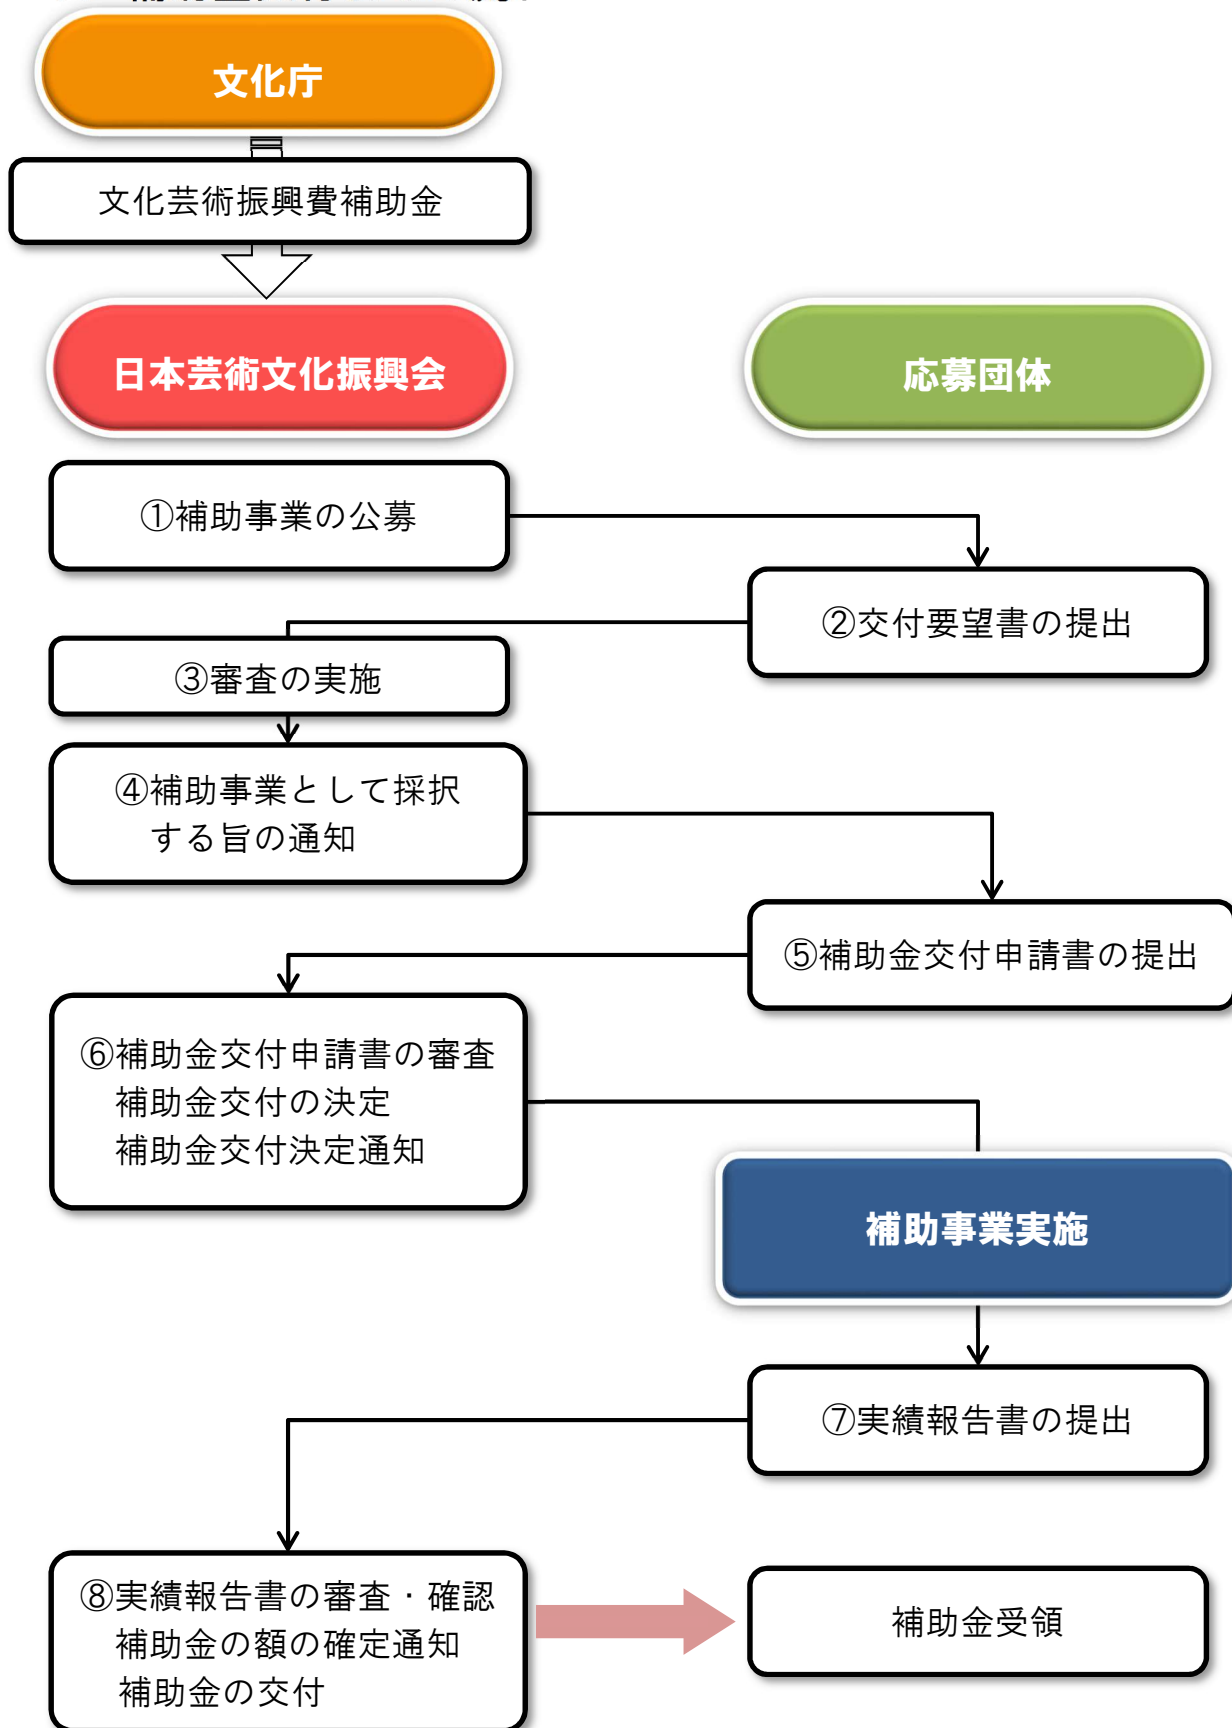 文化庁
文化芸術振興費補助金
日本芸術文化振興会
応募団体
①補助事業の公募
②交付要望書の提出
③審査の実施
④補助事業として採択
する旨の通知
⑤補助金交付申請書の提出
⑥補助金交付申請書の審査
補助金交付の決定
補助金交付決定通知
補助事業実施
⑦実績報告書の提出
⑧実績報告書の審査・確認
補助金の額の確定通知
補助金の交付
補助金受領